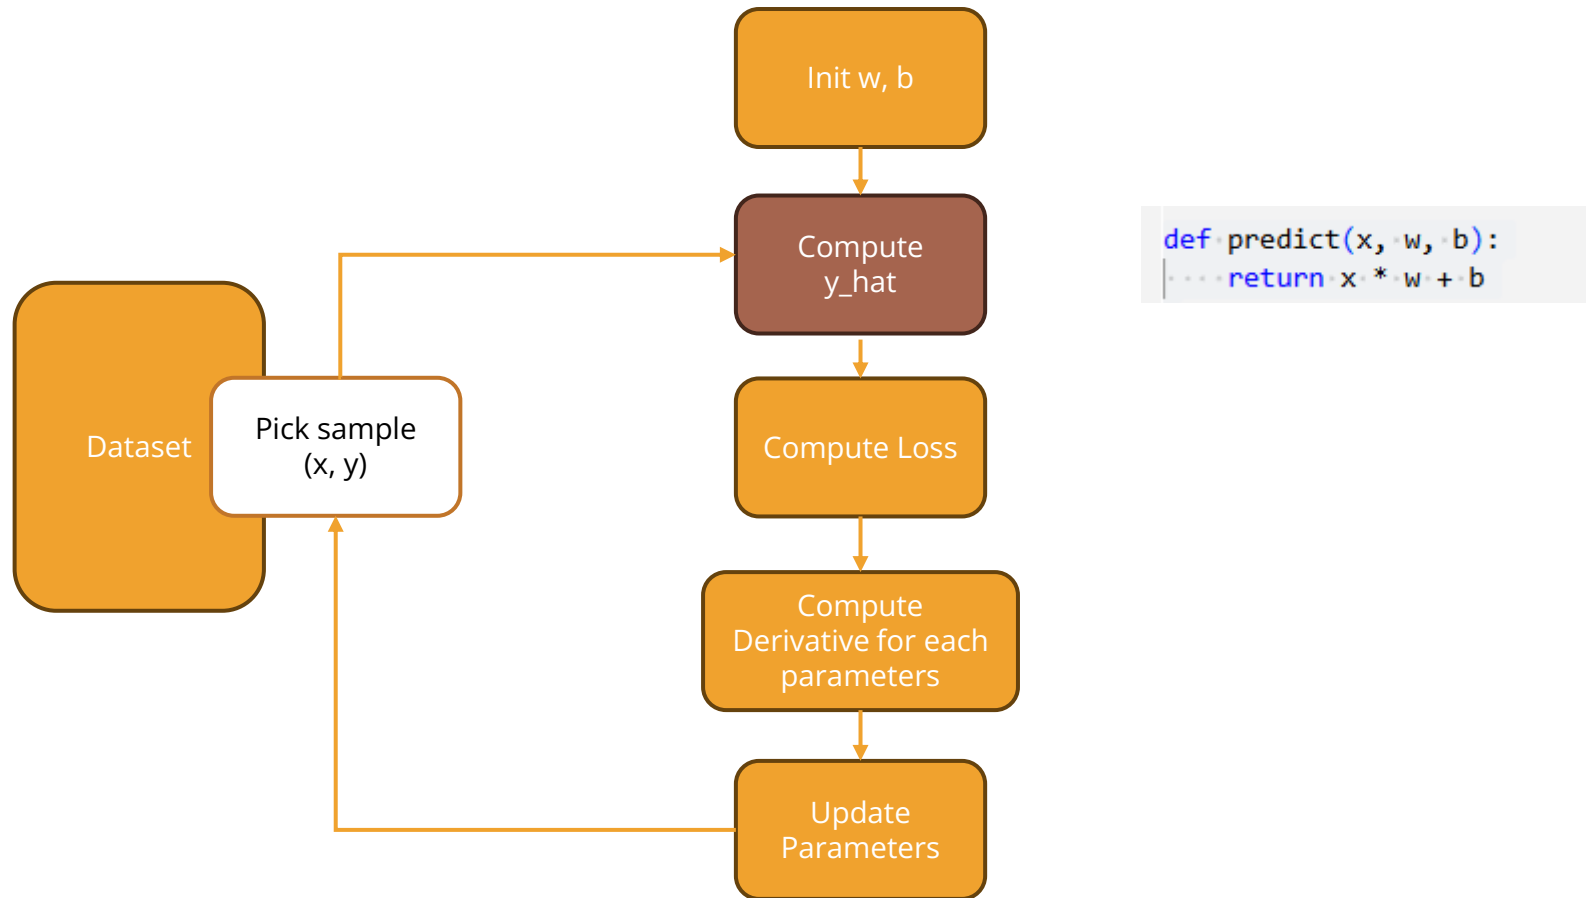 Init w, b
Compute
y_hat
def predict(x, w, b):
    return x * w + b
Dataset
Pick sample
(x, y)
Compute Loss
Compute
Derivative for each
parameters
Update
Parameters